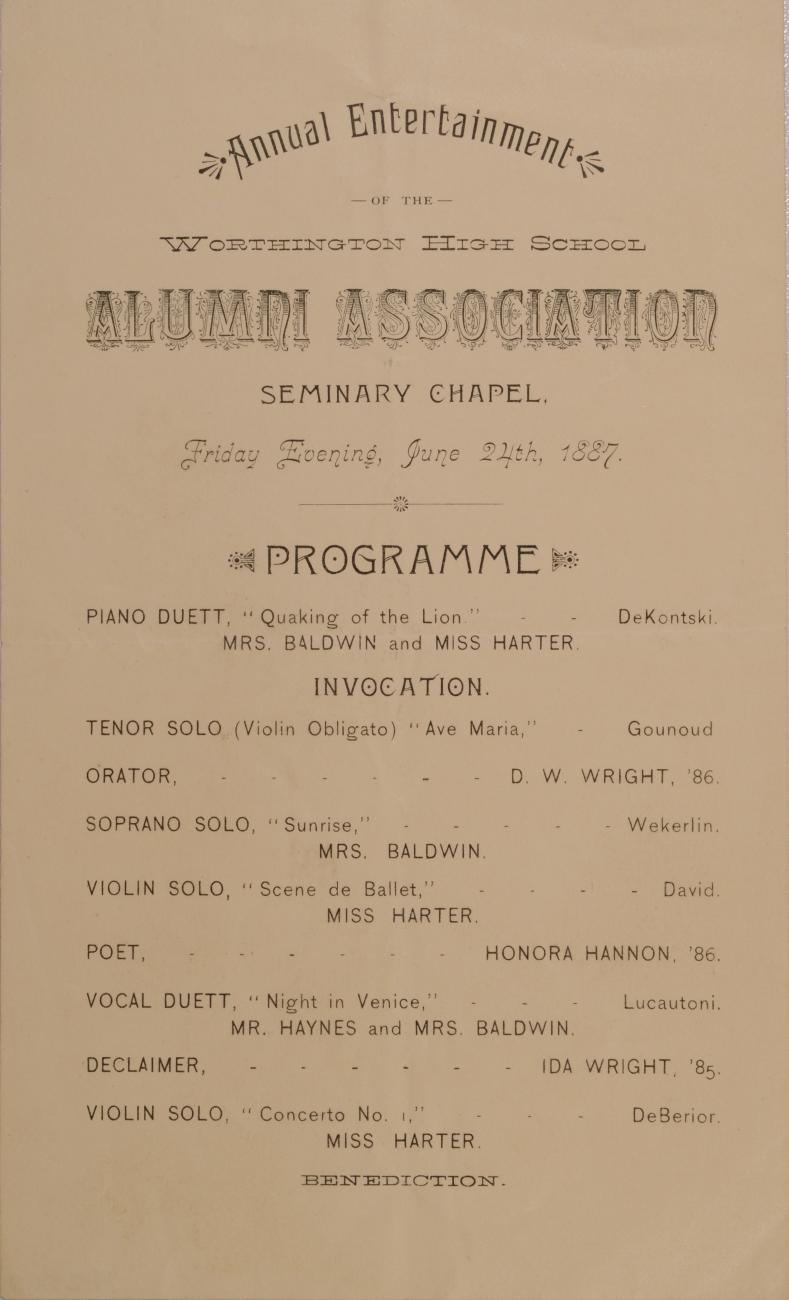 Annual Entertainment
— OF THE —
WORTHINGTON HIGH SCHOOL
ALUMNI ASSOCIATION
SEMINARY CHAPEL,
Friday Evening, June 24th, 1887.
PROGRAMME
PIANO DUETT, "Quaking of the Lion." - - DeKontski.
MRS. BALDWIN and MISS HARTER.
INVOCATION.
TENOR SOLO (Violin Obligato) "Ave Maria," - Gounoud
ORATOR, - - - - - - D. W. WRIGHT, '86.
SOPRANO SOLO, "Sunrise," - - - - - Wekerlin.
MRS. BALDWIN.
VIOLIN SOLO, "Scene de Ballet," - - - - David.
MISS HARTER.
POET, - - - - - - HONORA HANNON, '86.
VOCAL DUETT, "Night in Venice," - - - Lucautoni.
MR. HAYNES and MRS. BALDWIN.
DECLAIMER, - - - - - - IDA WRIGHT, '85.
VIOLIN SOLO, "Concerto No. 1," - - - DeBerior.
MISS HARTER.
BENEDICTION.